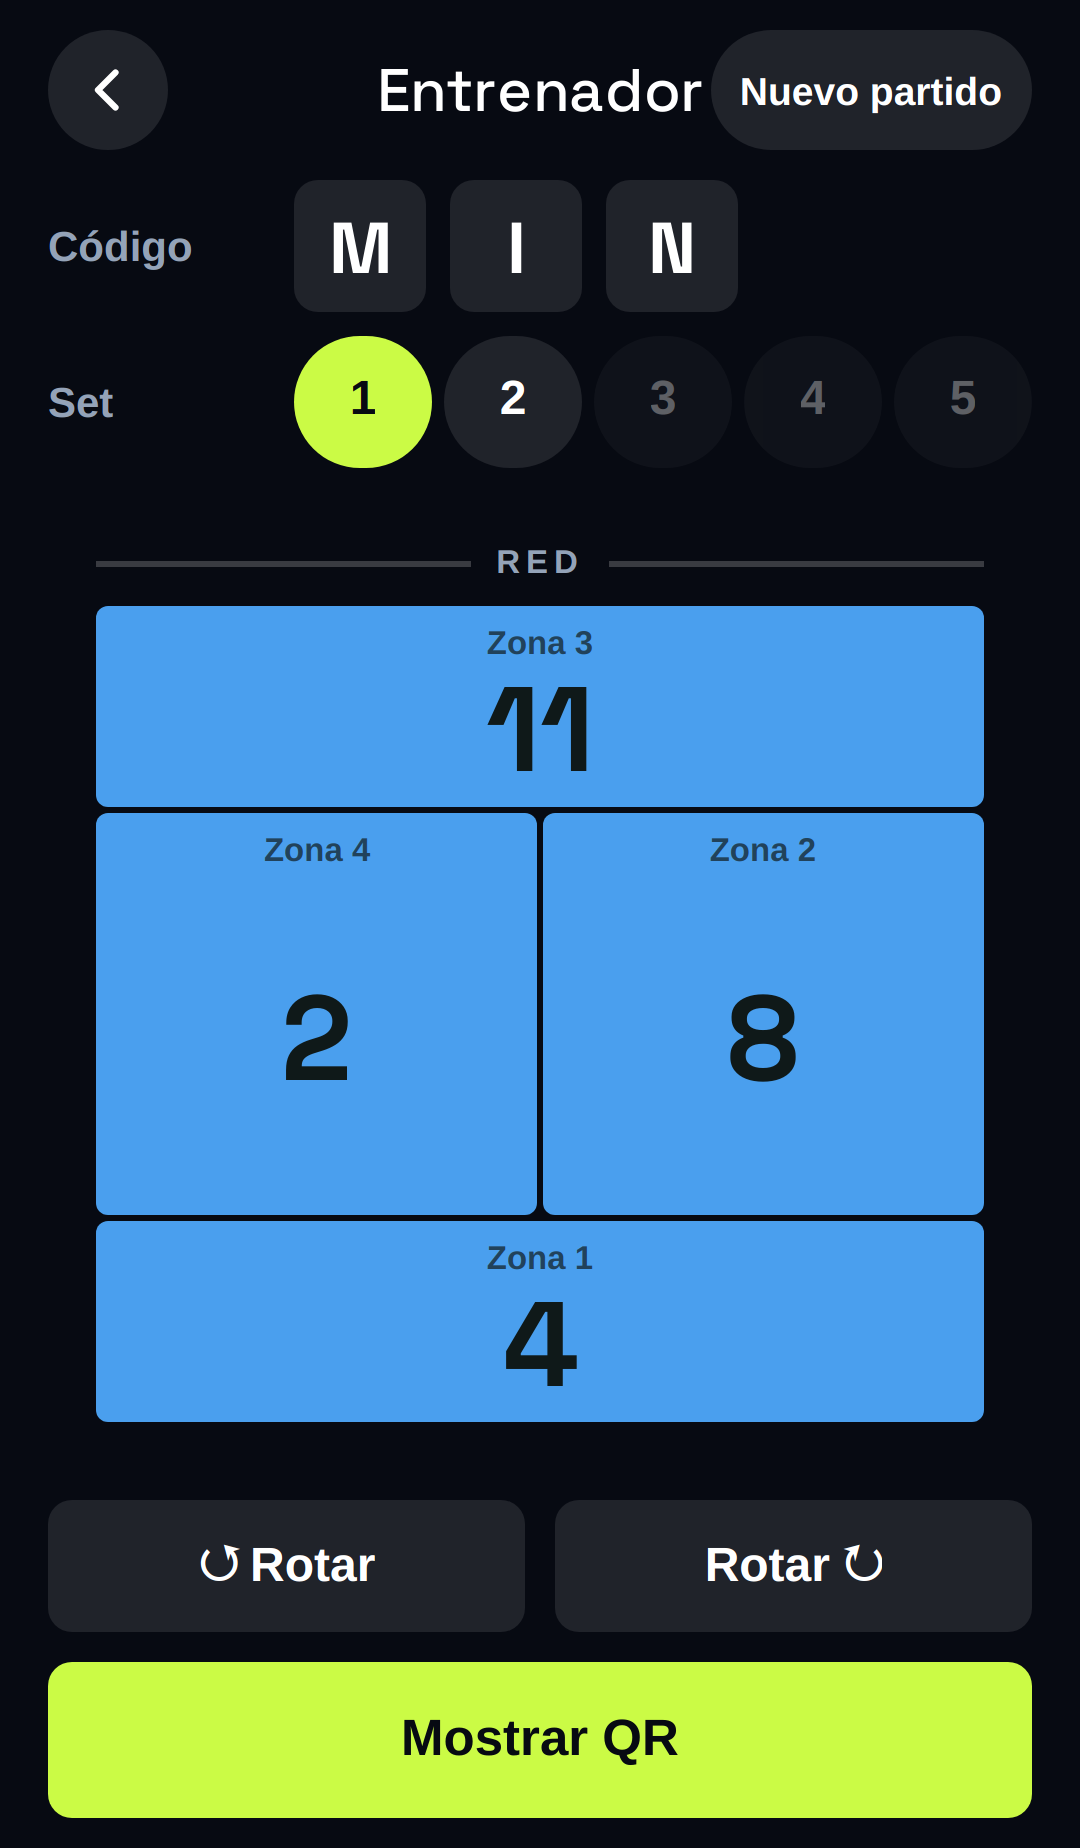 Entrenador
Nuevo partido
Código
M I N
Set
1 2 3 4 5
RED
Zona 3
11
Zona 4
Zona 2
2
8
Zona 1
4
↺ Rotar
Rotar ↻
Mostrar QR